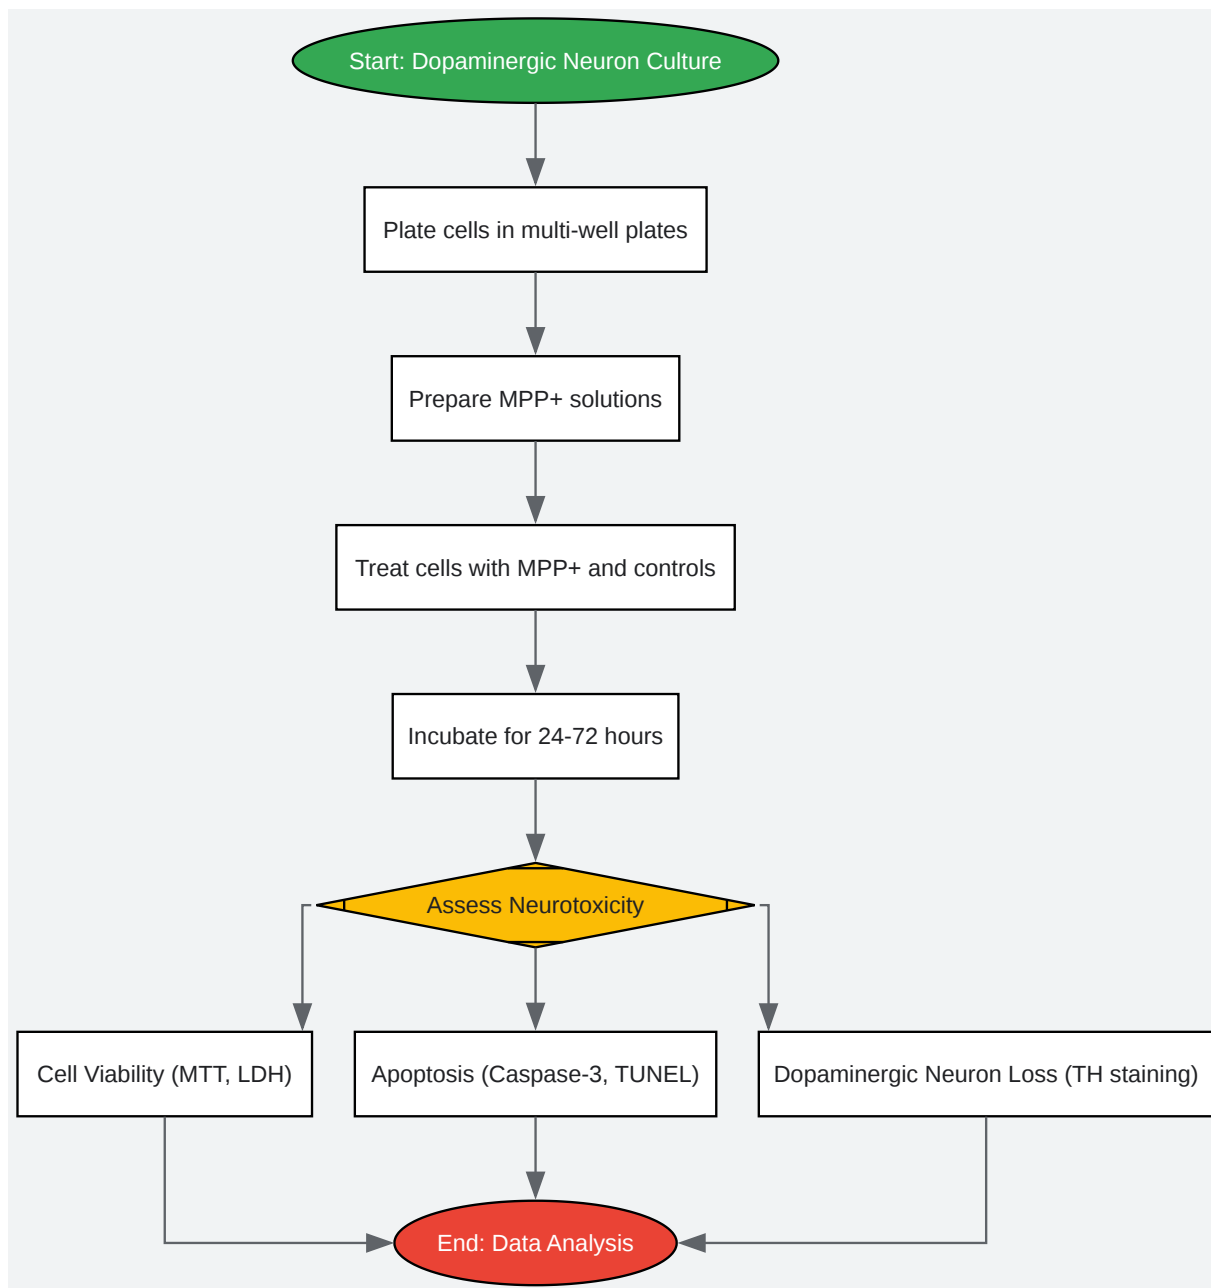 Start: Dopaminergic Neuron Culture
Plate cells in multi-well plates
Prepare MPP+ solutions
Treat cells with MPP+ and controls
Incubate for 24-72 hours
Assess Neurotoxicity
Cell Viability (MTT, LDH)
Apoptosis (Caspase-3, TUNEL)
Dopaminergic Neuron Loss (TH staining)
End: Data Analysis